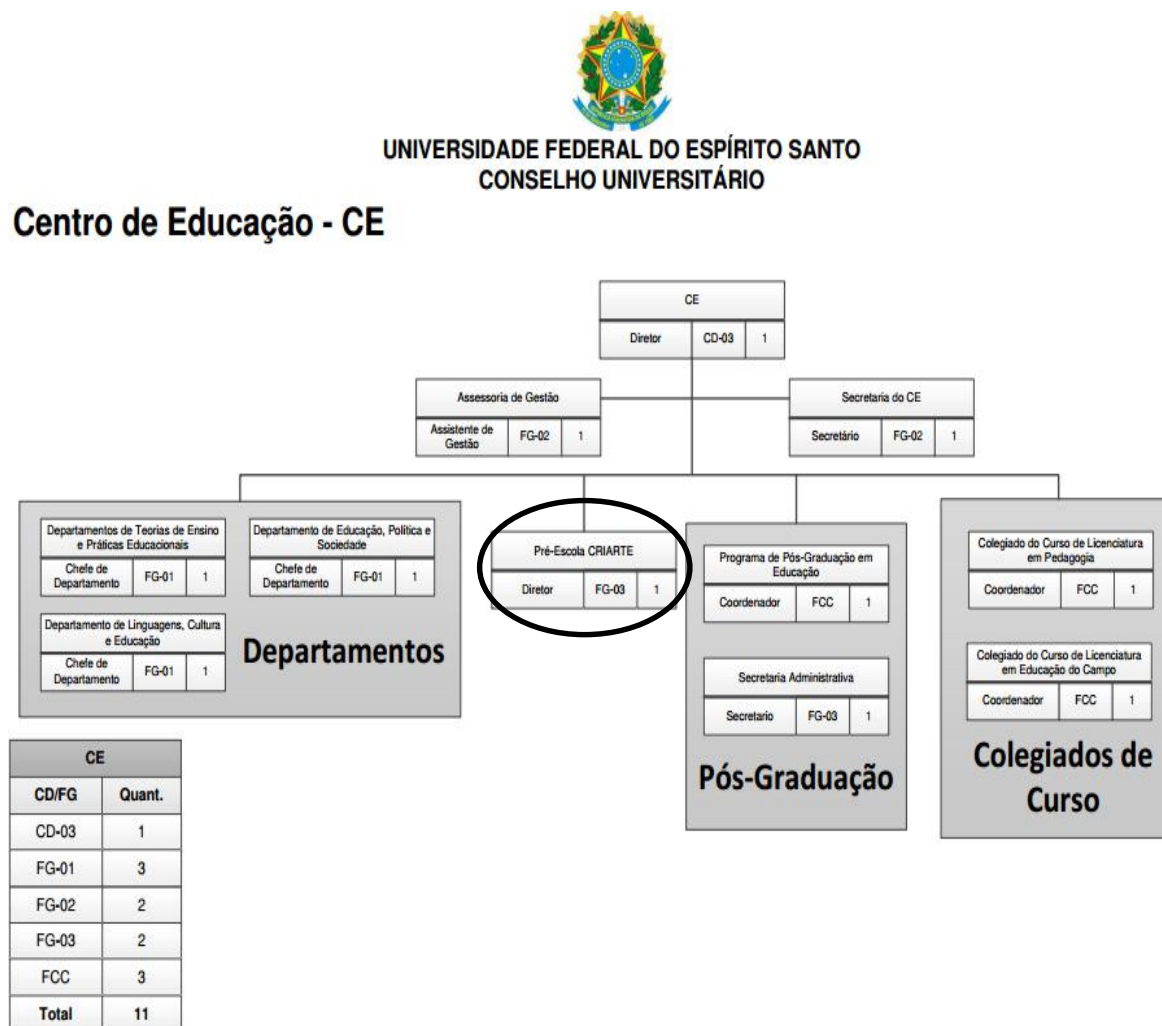 UNIVERSIDADE FEDERAL DO ESPÍRITO SANTO
CONSELHO UNIVERSITÁRIO
Centro de Educação - CE
CE
Diretor CD-03 1
Assessoria de Gestão
Assistente de
Gestão
FG-02 1
Secretaria do CE
Secretário FG-02 1
Departamentos de Teorias de Ensino
e Práticas Educacionais
Chefe de
Departamento
FG-01 1
Departamento de Educação, Política e
Sociedade
Chefe de
Departamento
FG-01 1
Departamento de Linguagens, Cultura
e Educação
Chefe de
Departamento
FG-01 1
Departamentos
Pré-Escola CRIARTE
Diretor FG-03 1
Programa de Pós-Graduação em
Educação
Coordenador FCC 1
Secretaria Administrativa
Secretario FG-03 1
Pós-Graduação
Colegiado do Curso de Licenciatura
em Pedagogia
Coordenador FCC 1
Colegiado do Curso de Licenciatura
em Educação do Campo
Coordenador FCC 1
Colegiados de
Curso
CE
CD/FG Quant.
CD-03 1
FG-01 3
FG-02 2
FG-03 2
FCC 3
Total 11